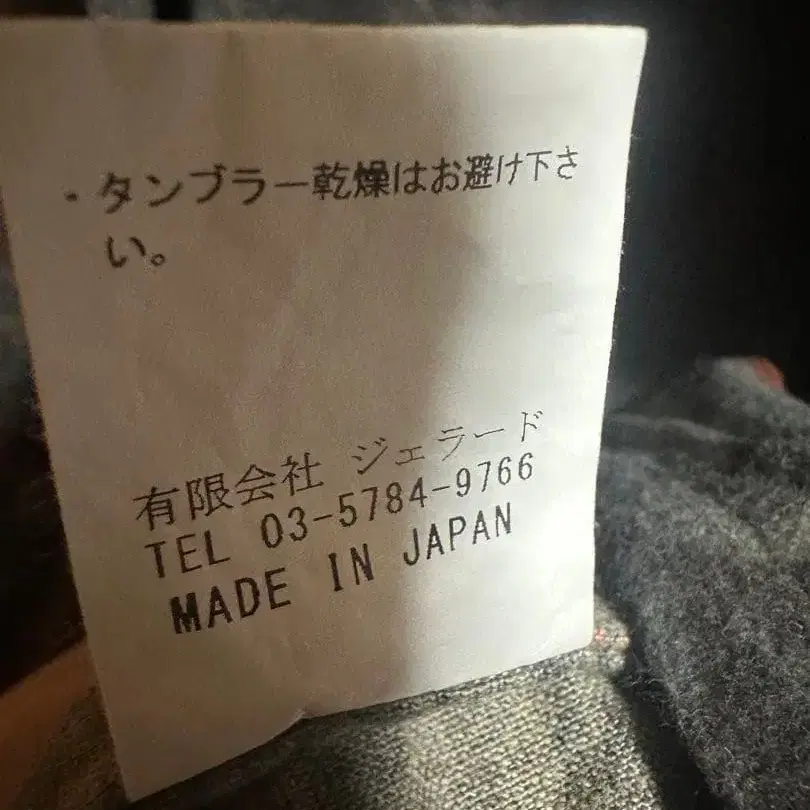 ・タンブラー乾燥はお避け下さ
い。
有限会社 ジェラード
TEL 03-5784-9766
MADE IN JAPAN